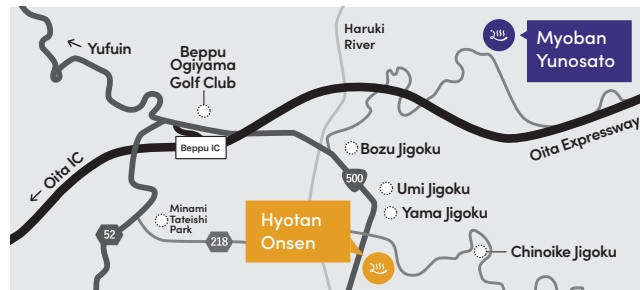 ← Yufuin
Beppu
Ogiyama
Golf Club
Haruki
River
Myoban
Yunosato
Beppu IC
Oita Expressway
← Oita IC
Bozu Jigoku
500
Umi Jigoku
Yama Jigoku
Minami
Tateishi
Park
52
218
Hyotan
Onsen
Chinoike Jigoku